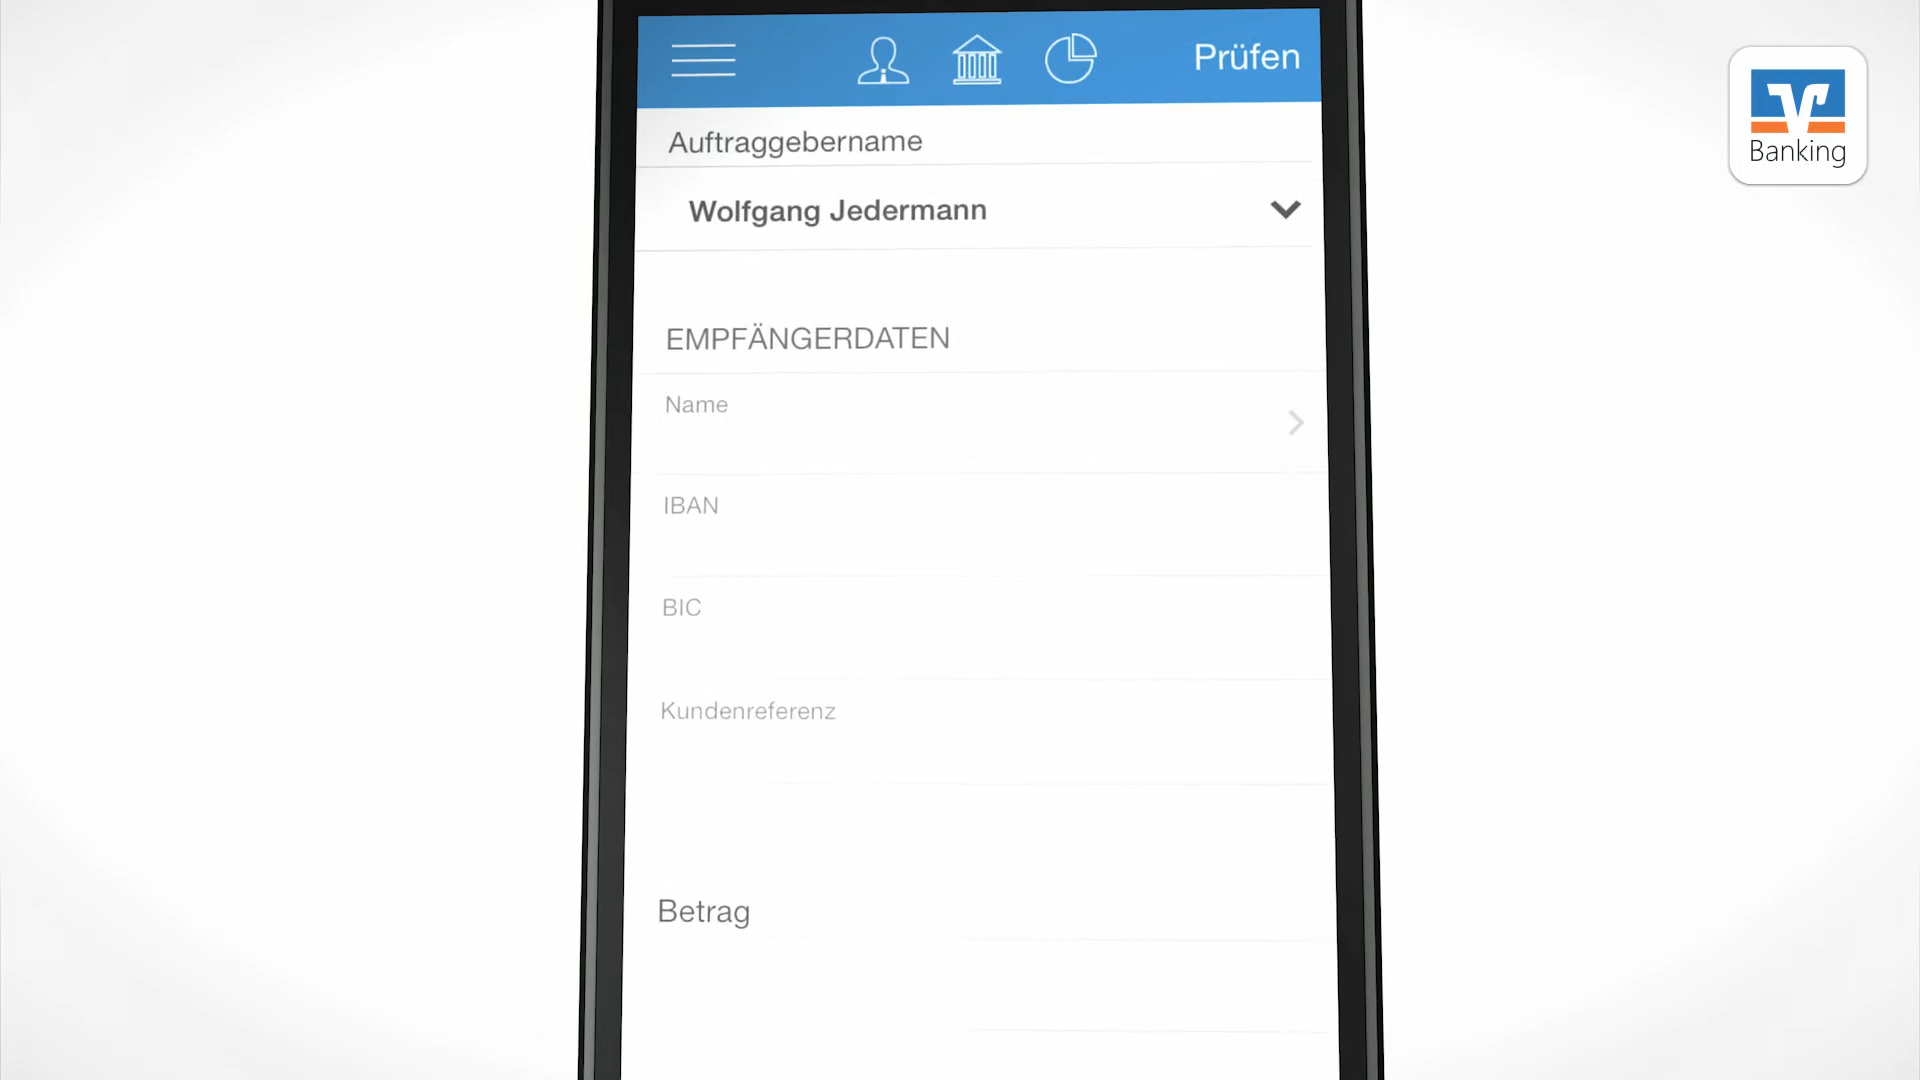 Prüfen
Banking
Auftraggebername
Wolfgang Jedermann
EMPFÄNGERDATEN
Name
IBAN
BIC
Kundenreferenz
Betrag